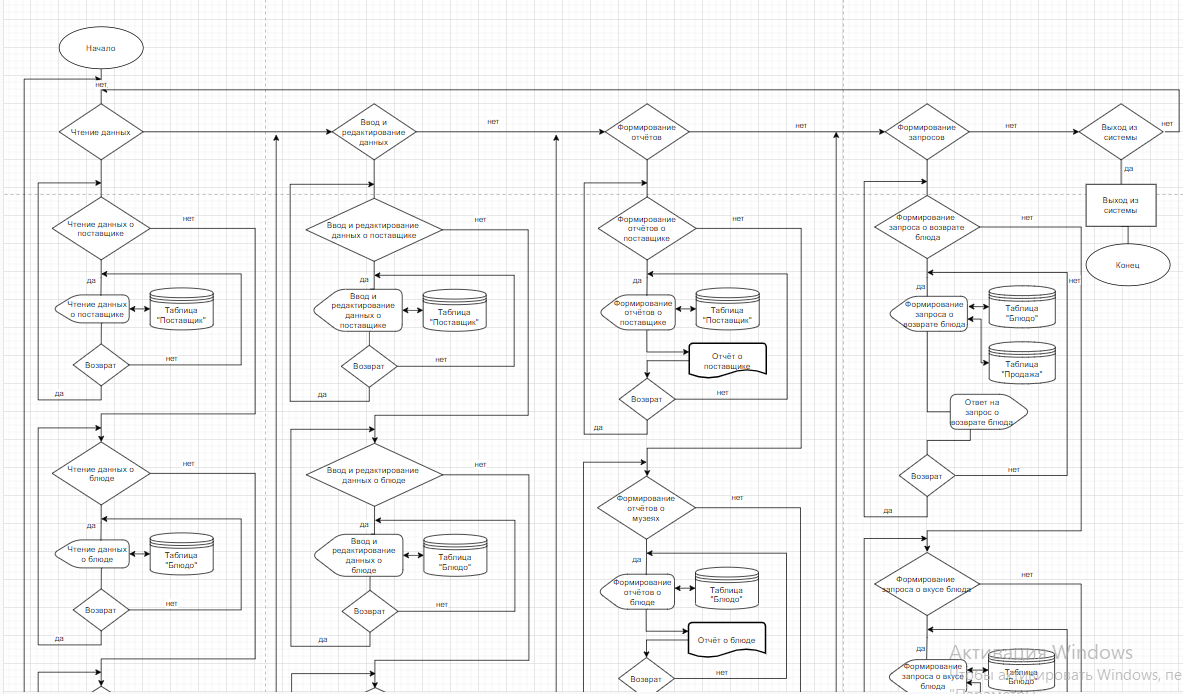 Начало
нет
Чтение данных
Ввод и
редактирование
данных
нет
Формирование
отчётов
нет
Формирование
запросов
нет
Выход из
системы
нет
да
Выход из
системы
Конец
Чтение данных о
поставщике
нет
да
Чтение данных
о поставщике
Таблица
"Поставщик"
Возврат
нет
да
Чтение данных о
блюде
нет
да
Чтение данных
о блюде
Таблица
"Блюдо"
Возврат
нет
да
Ввод и редактирование
данных о поставщике
нет
да
Ввод и
редактирование
данных о
поставщике
Таблица
"Поставщик"
Возврат
нет
да
Ввод и редактирование
данных о блюде
нет
да
Ввод и
редактирование
данных о
блюде
Таблица
"Блюдо"
Возврат
нет
да
Формирование
отчётов о
поставщике
нет
да
Формирование
отчётов о
поставщике
Таблица
"Поставщик"
Отчёт о
поставщике
Возврат
нет
да
Формирование
отчётов о
музеях
нет
да
Формирование
отчётов о
блюде
Таблица
"Блюдо"
Отчёт о блюде
Возврат
нет
Формирование
запроса о возврате
блюда
нет
нет
да
Формирование
запроса о
возврате блюда
Таблица
"Блюдо"
Таблица
"Продажа"
Ответ на
запрос о
возврате блюда
Возврат
нет
да
Формирование
запроса о вкусе блюда
нет
да
Формирование
запроса о вкусе
блюда
Таблица
"Блюдо"
Активация Windows
Чтобы активировать Windows, пе